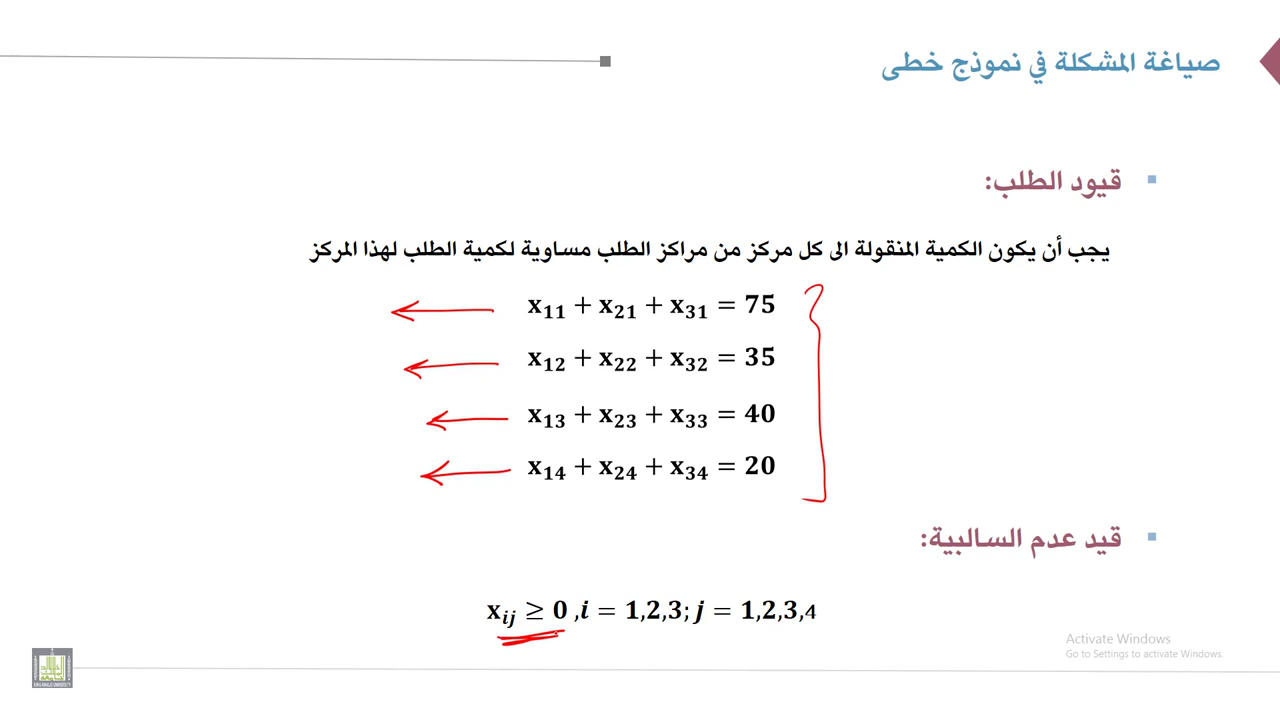 صياغة المشكلة في نموذج خطى
▪ قيود الطلب:
يجب أن يكون الكمية المنقولة الى كل مركز من مراكز الطلب مساوية لكمية الطلب لهذا المركز
x₁₁ + x₂₁ + x₃₁ = 75
x₁₂ + x₂₂ + x₃₂ = 35
x₁₃ + x₂₃ + x₃₃ = 40
x₁₄ + x₂₄ + x₃₄ = 20
▪ قيد عدم السالبية:
xᵢⱼ ≥ 0 ,i = 1,2,3; j = 1,2,3,4
Activate Windows
Go to Settings to activate Windows.